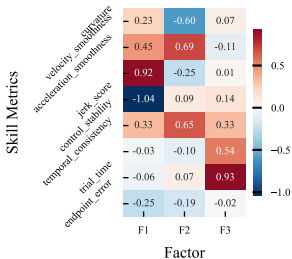 Skill Metrics
curvature
velocity_smoothness
acceleration_smoothness
jerk_score
control_stability
temporal_consistency
trial_time
endpoint_error
0.23 -0.60 0.07
0.45 0.69 -0.11
0.92 -0.25 0.01
-1.04 0.09 0.14
0.33 0.65 0.33
-0.03 -0.10 0.54
-0.06 0.07 0.93
-0.25 -0.19 -0.02
F1 F2 F3
Factor
0.5
0.0
−0.5
−1.0